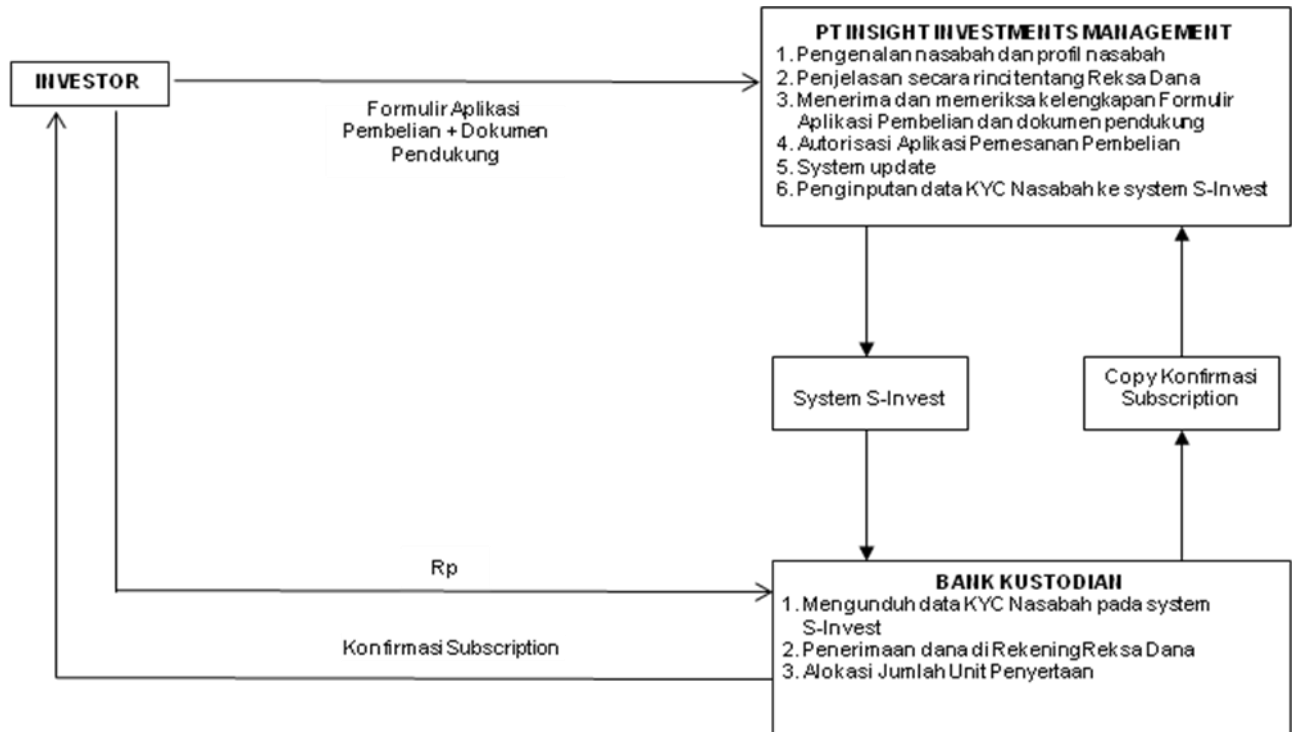 PT INSIGHT INVESTMENTS MANAGEMENT
1. Pengenalan nasabah dan profil nasabah
2. Penjelasan secara rinci tentang Reksa Dana
3. Menerima dan memeriksa kelengkapan Formulir
Aplikasi Pembelian dan dokumen pendukung
4. Autorisasi Aplikasi Pemesanan Pembelian
5. System update
6. Penginputan data KYC Nasabah ke system S-Invest
INVESTOR
Formulir Aplikasi
Pembelian + Dokumen
Pendukung
System S-Invest
Copy Konfirmasi
Subscription
Rp
Konfirmasi Subscription
BANK KUSTODIAN
1. Mengunduh data KYC Nasabah pada system
S-Invest
2. Penerimaan dana di Rekening Reksa Dana
3. Alokasi Jumlah Unit Penyertaan